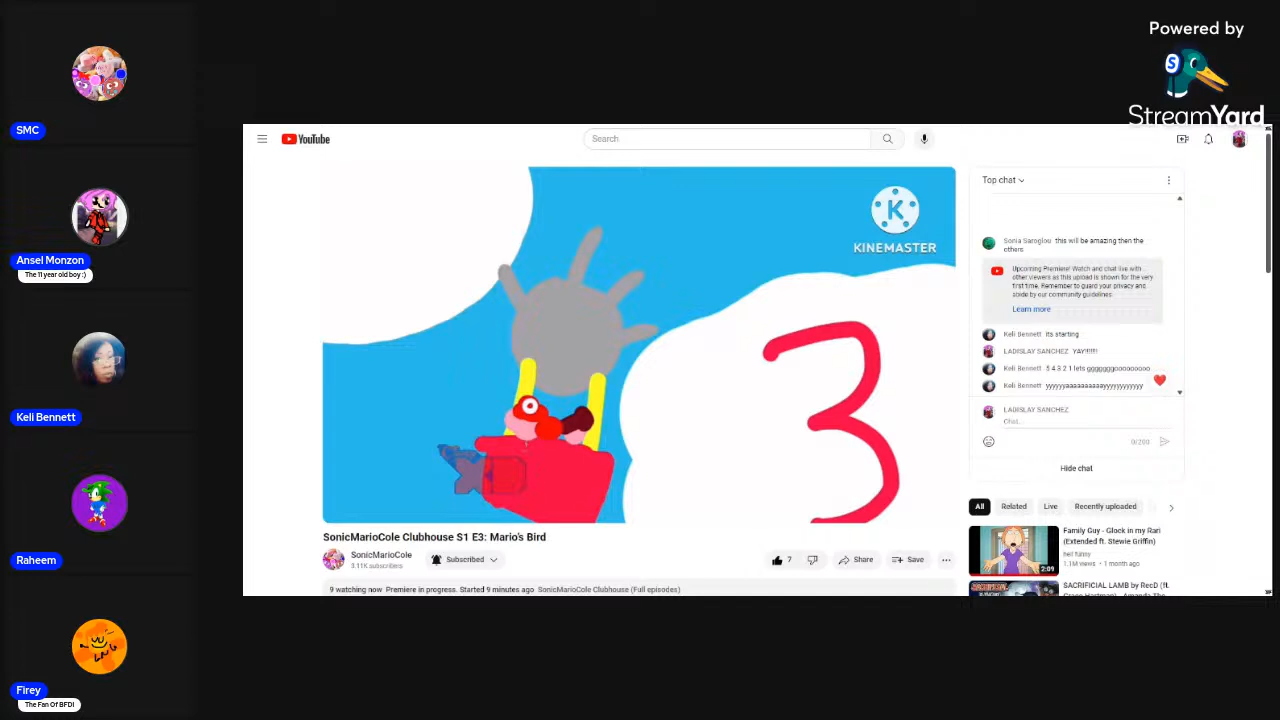 Powered by
StreamYard
SMC
Ansel Monzon
The 11 year old boy :)
Keli Bennett
Raheem
Firey
The Fan Of BFDI
YouTube
Search
K
KINEMASTER
3
SonicMarioCole Clubhouse S1 E3: Mario's Bird
SonicMarioCole
3.11K subscribers
Subscribed
7
Share
Save
9 watching now Premiere in progress. Started 9 minutes ago SonicMarioCole Clubhouse (Full episodes)
Top chat
Sonia Saroglou this will be amazing then the
others
Upcoming Premiere! Watch and chat live with
other viewers as this upload is shown for the very
first time. Remember to guard your privacy and
abide by our community guidelines.
Learn more
Keli Bennett its starting
LADISLAY SANCHEZ YAY!!!!!!!
Keli Bennett 5 4.3 2 1 lets gggggggooooooooo
Keli Bennett yyyyyyaaaaaaaaayyyyyyyyyyyy
LADISLAY SANCHEZ
Chat...
0/200
Hide chat
All
Related
Live
Recently uploaded
Family Guy - Glock in my Rari
(Extended ft. Stewie Griffin)
1.1M views • 1 month ago
2:09
SACRIFICIAL LAMB by RecD (ft.